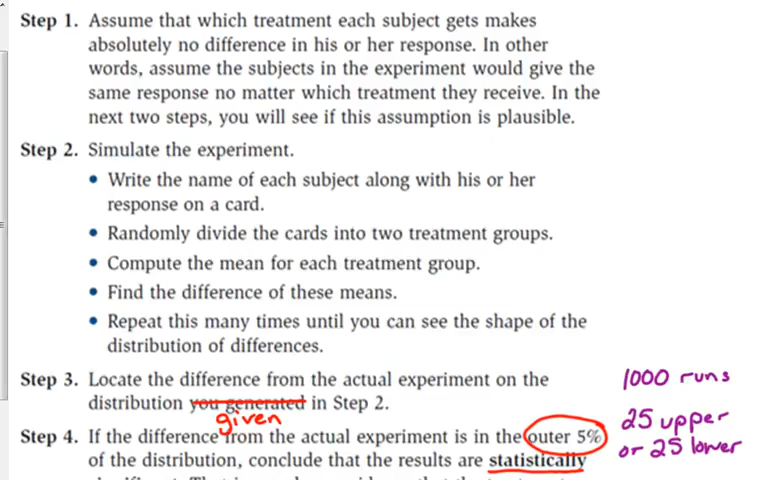 Step 1. Assume that which treatment each subject gets makes
absolutely no difference in his or her response. In other
words, assume the subjects in the experiment would give the
same response no matter which treatment they receive. In the
next two steps, you will see if this assumption is plausible.
Step 2. Simulate the experiment.
• Write the name of each subject along with his or her
response on a card.
• Randomly divide the cards into two treatment groups.
• Compute the mean for each treatment group.
• Find the difference of these means.
• Repeat this many times until you can see the shape of the
distribution of differences.
Step 3. Locate the difference from the actual experiment on the
distribution you generated in Step 2.
given
1000 runs
25 upper
or 25 lower
Step 4. If the difference from the actual experiment is in the outer 5%
of the distribution, conclude that the results are statistically